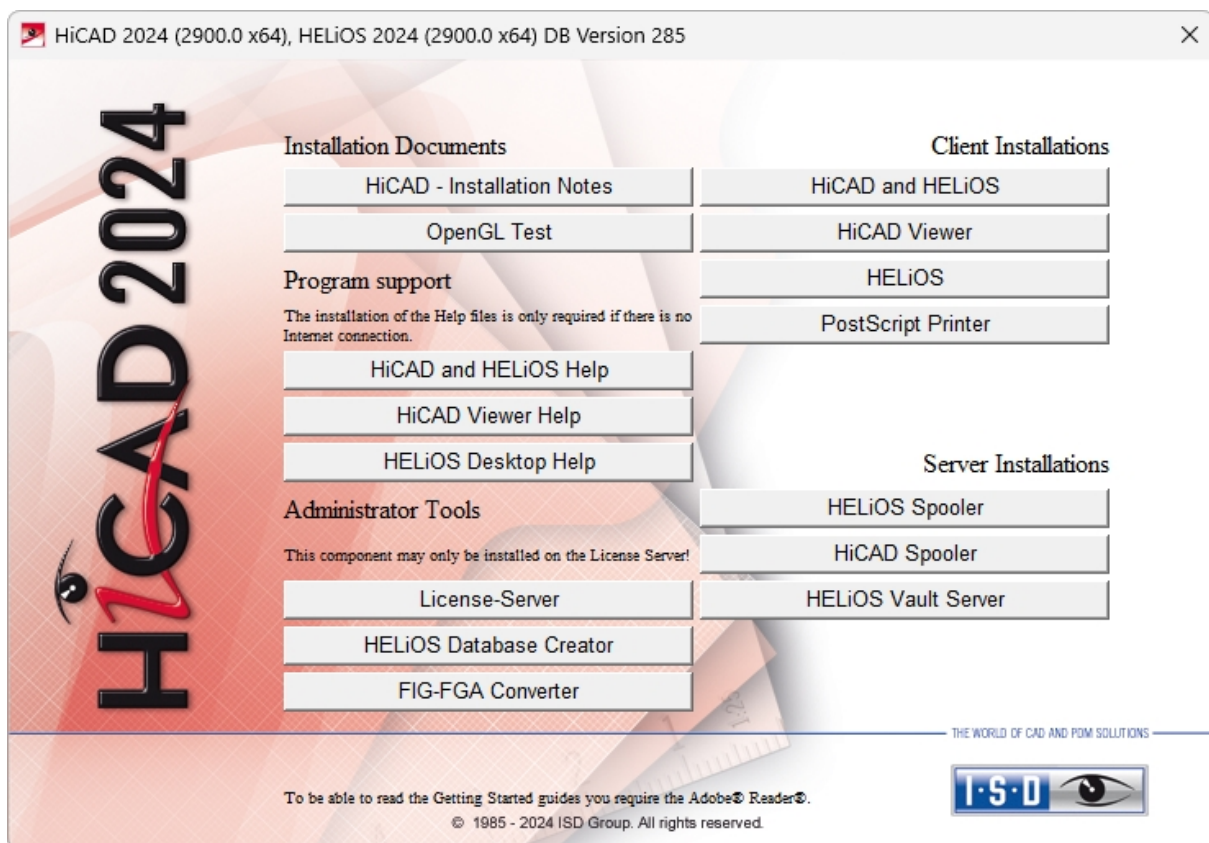 HiCAD 2024 (2900.0 x64), HELiOS 2024 (2900.0 x64) DB Version 285
HiCAD 2024
Installation Documents
HiCAD - Installation Notes
OpenGL Test
Program support
The installation of the Help files is only required if there is no
Internet connection.
HiCAD and HELiOS Help
HiCAD Viewer Help
HELiOS Desktop Help
Administrator Tools
This component may only be installed on the License Server!
License-Server
HELiOS Database Creator
FIG-FGA Converter
Client Installations
HiCAD and HELiOS
HiCAD Viewer
HELiOS
PostScript Printer
Server Installations
HELiOS Spooler
HiCAD Spooler
HELiOS Vault Server
THE WORLD OF CAD AND PDM SOLUTIONS
I·S·D
To be able to read the Getting Started guides you require the Adobe® Reader®.
© 1985 - 2024 ISD Group. All rights reserved.